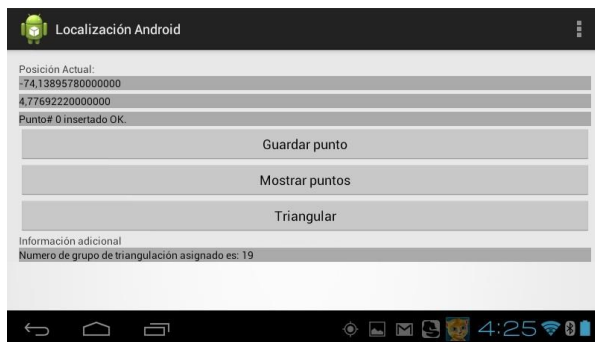 Localización Android
Posición Actual:
-74,13895780000000
4,77692220000000
Punto# 0 insertado OK.
Guardar punto
Mostrar puntos
Triangular
Información adicional
Numero de grupo de triangulación asignado es: 19
4:25